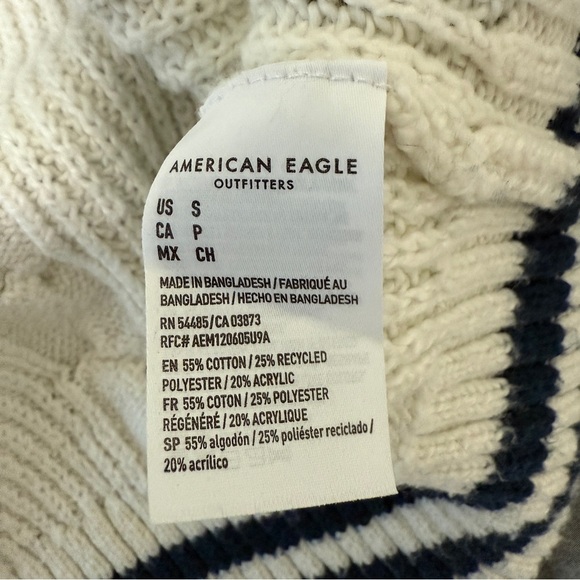 AMERICAN EAGLE
OUTFITTERS
US S
CA P
MX CH
MADE IN BANGLADESH / FABRIQUÉ AU
BANGLADESH / HECHO EN BANGLADESH
RN 54485/CA 03873
RFC# AEM120605U9A
EN 55% COTTON / 25% RECYCLED
POLYESTER / 20% ACRYLIC
FR 55% COTON / 25% POLYESTER
RÉGÉNÉRÉ / 20% ACRYLIQUE
SP 55% algodón / 25% poliéster reciclado /
20% acrílico